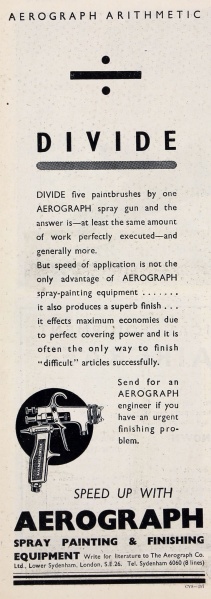 AEROGRAPH ARITHMETIC
÷
DIVIDE
DIVIDE five paintbrushes by one
AEROGRAPH spray gun and the
answer is—at least the same amount
of work perfectly executed—and
generally more.
But speed of application is not the
only advantage of AEROGRAPH
spray-painting equipment .......
it also produces a superb finish ...
it effects maximum economies due
to perfect covering power and it is
often the only way to finish
"difficult" articles successfully.
Send for an
AEROGRAPH
engineer if you
have an urgent
finishing pro-
blem.
SPEED UP WITH
AEROGRAPH
SPRAY PAINTING & FINISHING
EQUIPMENT Write for literature to The Aerograph Co.
Ltd., Lower Sydenham, London, S.E.26. Tel. Sydenham 6060 (8 lines)